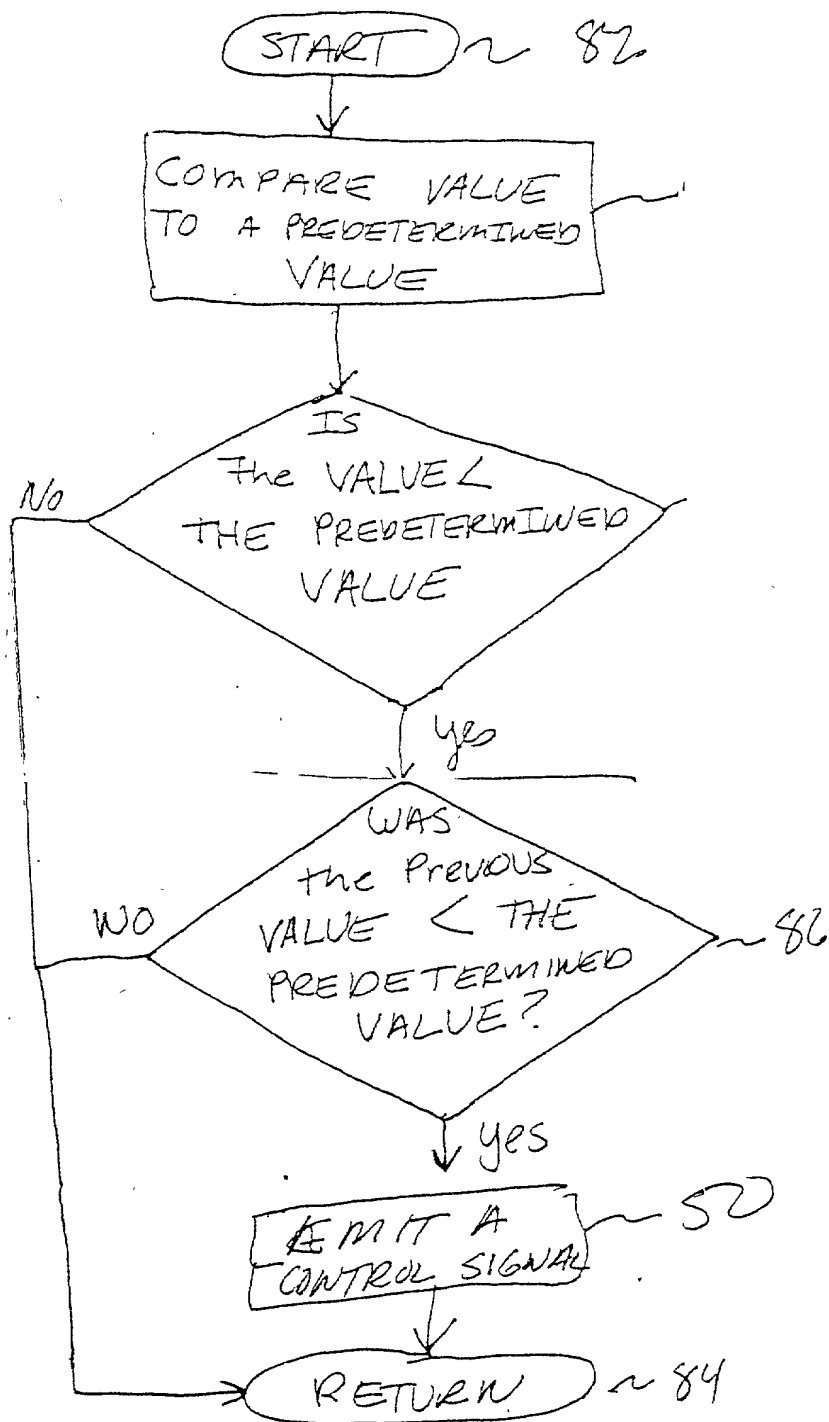 START ~ 82
COMPARE VALUE
TO A PREDETERMINED
VALUE
IS
The VALUE <
THE PREDETERMINED
VALUE
No
yes
WAS
the Previous
VALUE < THE
PREDETERMINED
VALUE?
NO
~ 86
yes
EMIT A
CONTROL SIGNAL
~ 50
RETURN ~ 84